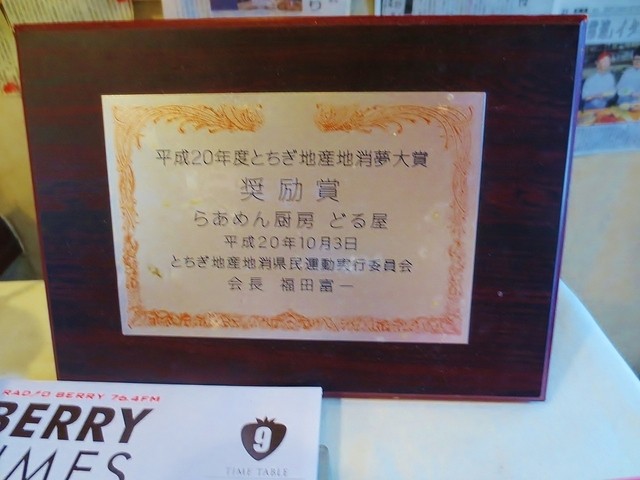 平成20年度とちぎ地産地消夢大賞
奨励賞
らあめん厨房 どる屋
平成20年10月3日
とちぎ地産地消県民運動実行委員会
会長 福田富一
RADIO BERRY 76.4FM
BERRY
9
TIMES
TIME TABLE